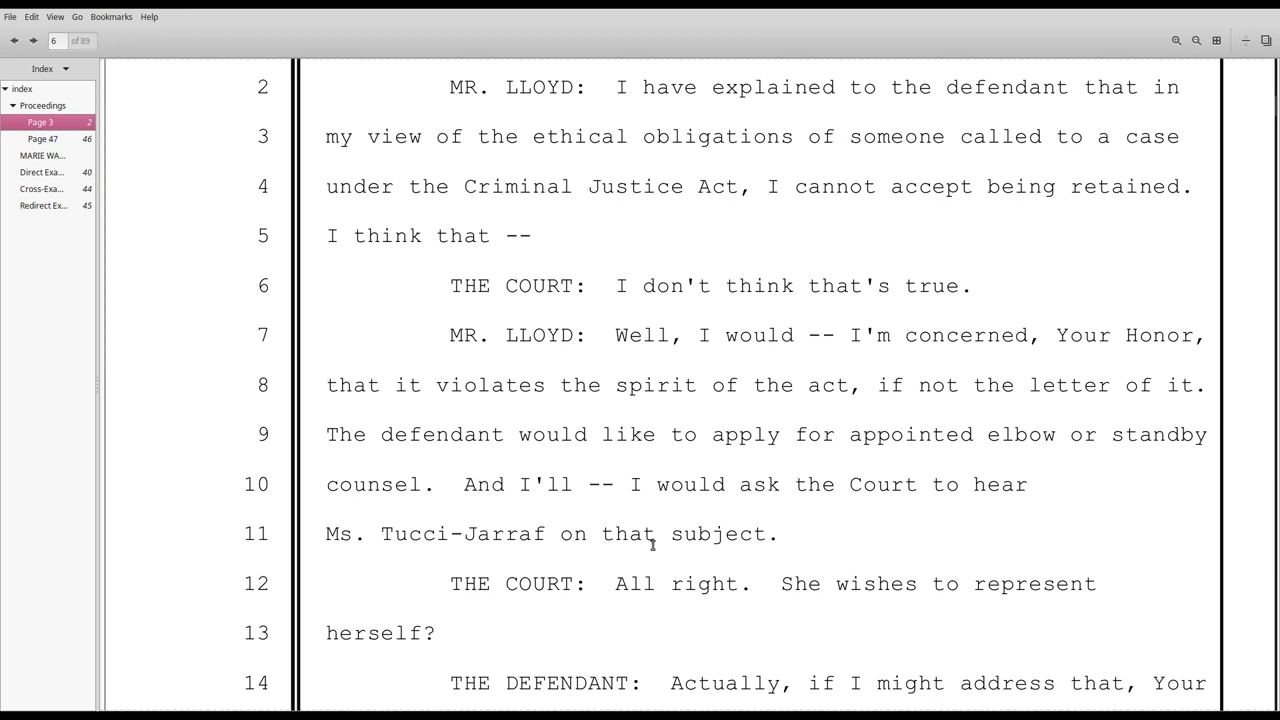 File Edit View Go Bookmarks Help
6 of 89
Index
index
Proceedings
Page 3 2
Page 47 46
MARIE WA...
Direct Exa... 40
Cross-Exa... 44
Redirect Ex... 45
2 MR. LLOYD: I have explained to the defendant that in
3 my view of the ethical obligations of someone called to a case
4 under the Criminal Justice Act, I cannot accept being retained.
5 I think that --
6 THE COURT: I don't think that's true.
7 MR. LLOYD: Well, I would -- I'm concerned, Your Honor,
8 that it violates the spirit of the act, if not the letter of it.
9 The defendant would like to apply for appointed elbow or standby
10 counsel. And I'll -- I would ask the Court to hear
11 Ms. Tucci-Jarraf on that subject.
12 THE COURT: All right. She wishes to represent
13 herself?
14 THE DEFENDANT: Actually, if I might address that, Your